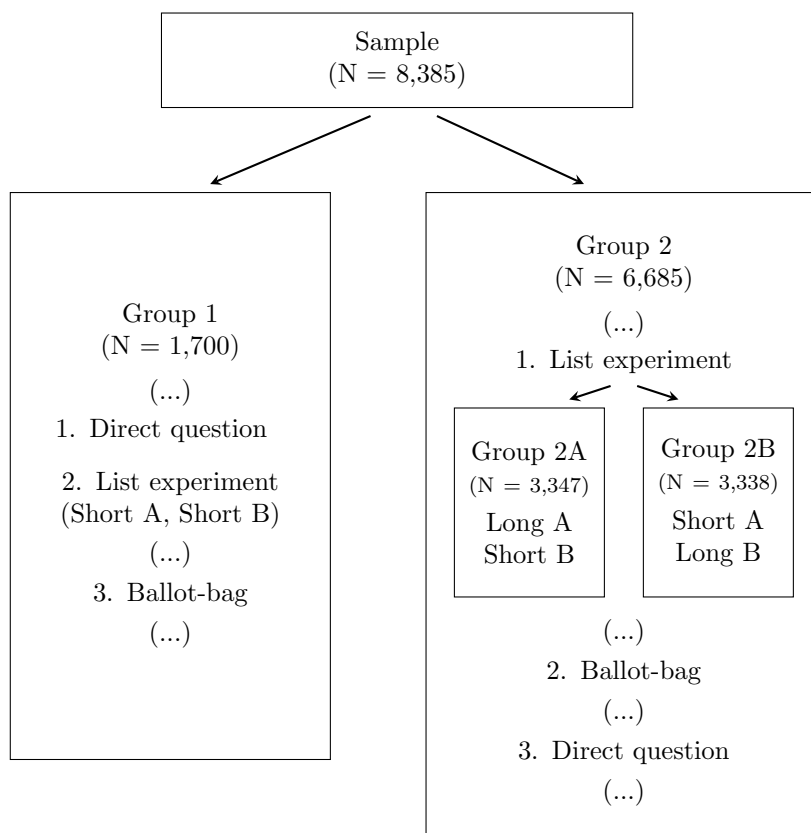 Sample
(N = 8,385)
Group 1
(N = 1,700)
(...)
1. Direct question
2. List experiment
(Short A, Short B)
(...)
3. Ballot-bag
(...)
Group 2
(N = 6,685)
(...)
1. List experiment
Group 2A
(N = 3,347)
Long A
Short B
Group 2B
(N = 3,338)
Short A
Long B
(...)
2. Ballot-bag
(...)
3. Direct question
(...)